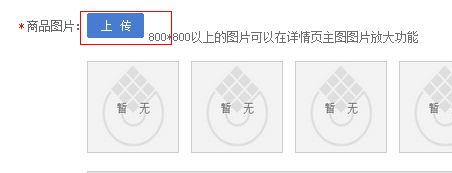 *商品图片: 上 传 800*800以上的图片可以在详情页主图图片放大功能
暂 无 暂 无 暂 无 暂